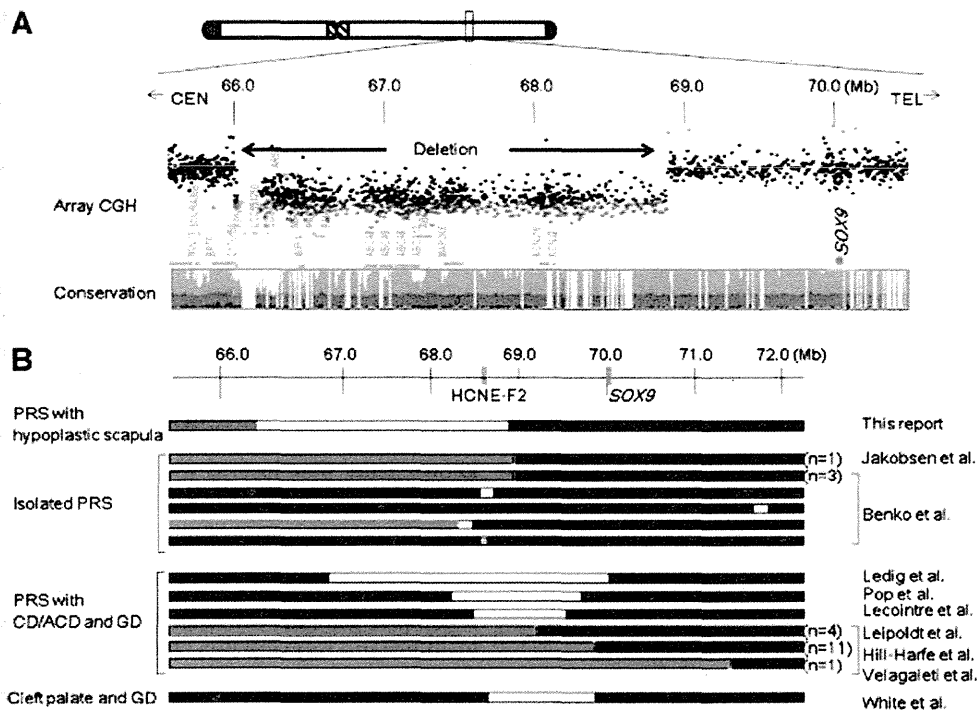 A
66.0 67.0 68.0 69.0 70.0 (Mb)
CEN TEL
Deletion
Array CGH
SOX9
Conservation
B
66.0 67.0 68.0 69.0 70.0 71.0 72.0 (Mb)
HCNE-F2 SOX9
PRS with
hypoplastic scapula
This report
(n=1) Jakobsen et al.
(n=3)
Isolated PRS
Benko et al.
Ledig et al.
PRS with
CD/ACD and GD
Pop et al.
Lecointre et al.
(n=4) Leipoldt et al.
(n=11) Hill-Harfe et al.
(n=1) Velagaleti et al.
Cleft palate and GD
White et al.